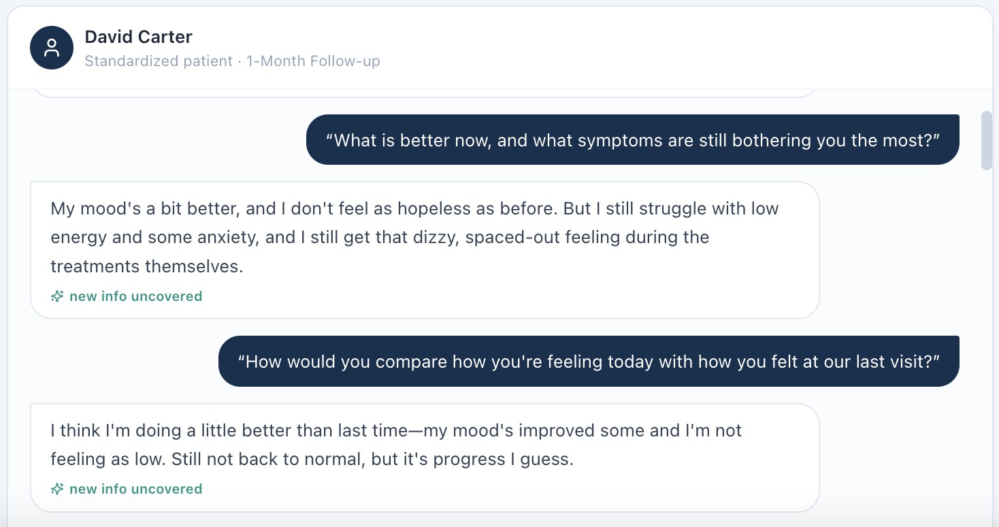 David Carter
Standardized patient · 1-Month Follow-up
“What is better now, and what symptoms are still bothering you the most?”
My mood's a bit better, and I don't feel as hopeless as before. But I still struggle with low
energy and some anxiety, and I still get that dizzy, spaced-out feeling during the
treatments themselves.
new info uncovered
“How would you compare how you're feeling today with how you felt at our last visit?”
I think I'm doing a little better than last time—my mood's improved some and I'm not
feeling as low. Still not back to normal, but it's progress I guess.
new info uncovered